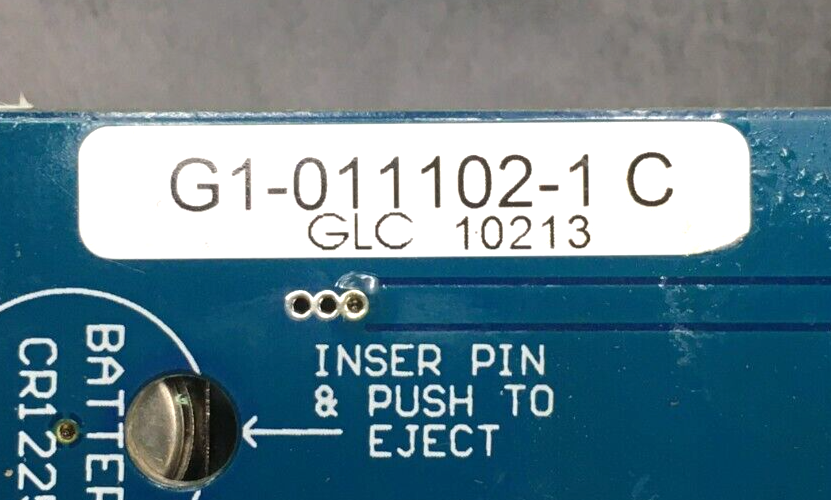 G1-011102-1 C
GLC 10213
INSER PIN
& PUSH TO
EJECT